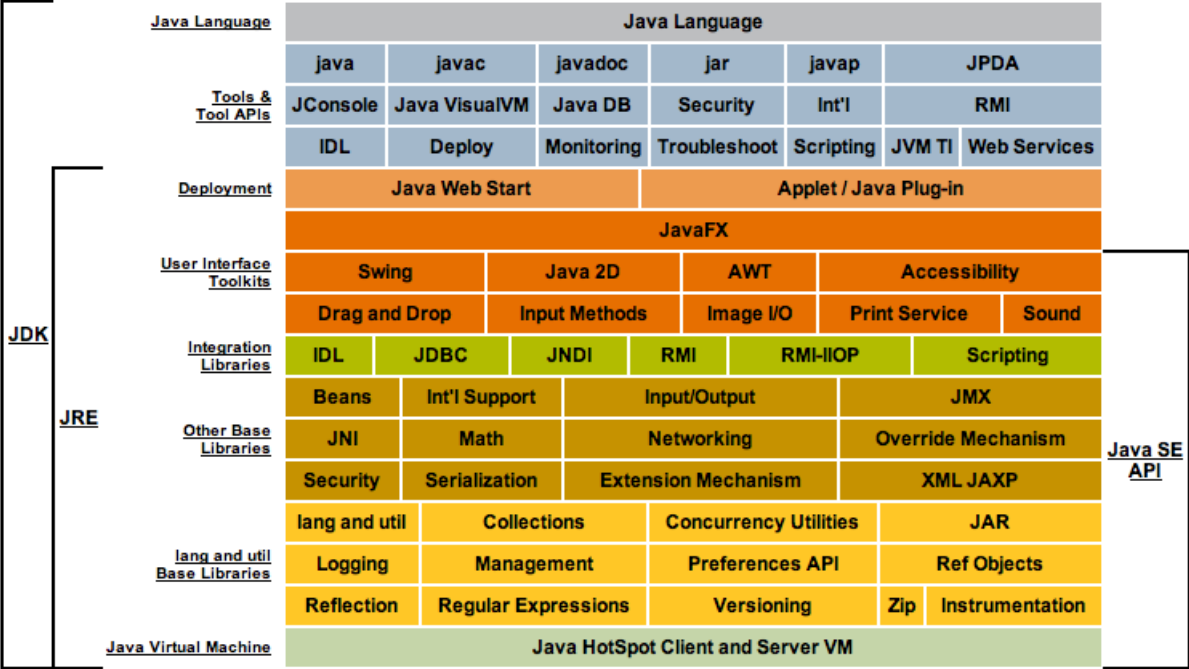 Java Language Java Language
java javac javadoc jar javap JPDA
Tools &
Tool APIs
JConsole Java VisualVM Java DB Security Int'l RMI
IDL Deploy Monitoring Troubleshoot Scripting JVM TI Web Services
Deployment Java Web Start Applet / Java Plug-in
JavaFX
User Interface
Toolkits
Swing Java 2D AWT Accessibility
Drag and Drop Input Methods Image I/O Print Service Sound
JDK
Integration
Libraries
IDL JDBC JNDI RMI RMI-IIOP Scripting
Beans Int'l Support Input/Output JMX
JRE
Other Base
Libraries
JNI Math Networking Override Mechanism
Java SE
API
Security Serialization Extension Mechanism XML JAXP
lang and util Collections Concurrency Utilities JAR
lang and util
Base Libraries
Logging Management Preferences API Ref Objects
Reflection Regular Expressions Versioning Zip Instrumentation
Java Virtual Machine Java HotSpot Client and Server VM